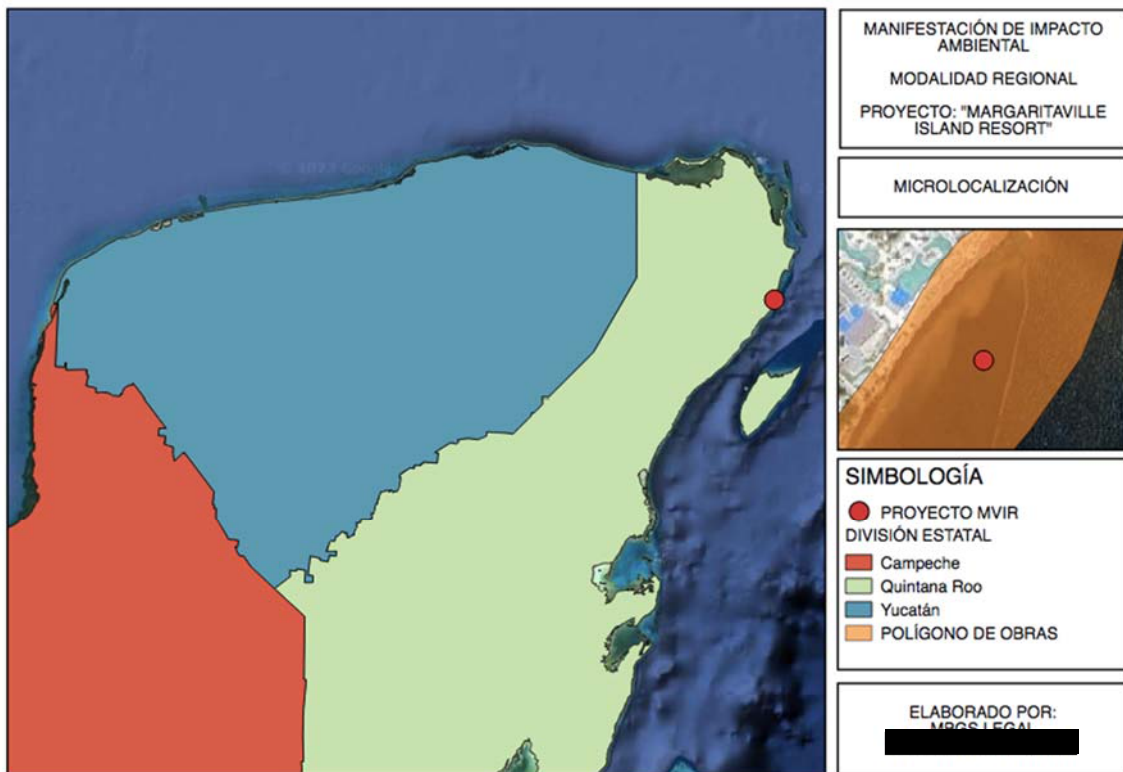 MANIFESTACIÓN DE IMPACTO
AMBIENTAL
MODALIDAD REGIONAL
PROYECTO: "MARGARITAVILLE
ISLAND RESORT"
MICROLOCALIZACIÓN
SIMBOLOGÍA
PROYECTO MVIR
DIVISIÓN ESTATAL
Campeche
Quintana Roo
Yucatán
POLÍGONO DE OBRAS
ELABORADO POR:
LEGAL